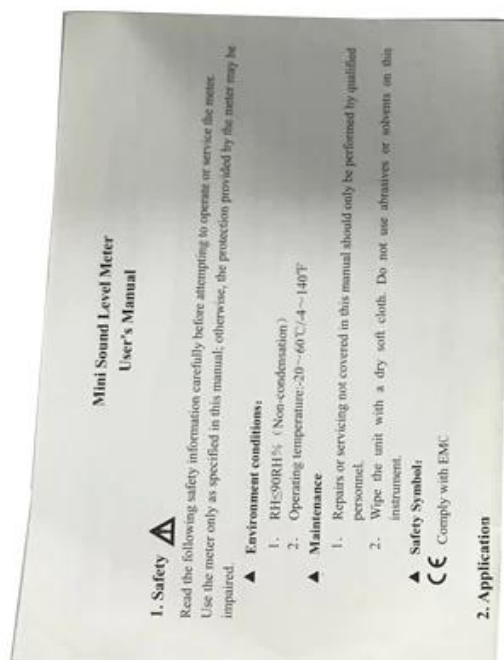 Mini Sound Level Meter
User's Manual
1. Safety
Read the following safety information carefully before attempting to operate or service the meter.
Use the meter only as specified in this manual; otherwise, the protection provided by the meter may be
impaired.
▲ Environment conditions:
1. RH≤90RH% (Non-condensation)
2. Operating temperature:-20~60℃/-4~140℉
▲ Maintenance
1. Repairs or servicing not covered in this manual should only be performed by qualified
personnel.
2. Wipe the unit with a dry soft cloth. Do not use abrasives or solvents on this
instrument.
▲ Safety Symbol:
CE Comply with EMC
2. Application